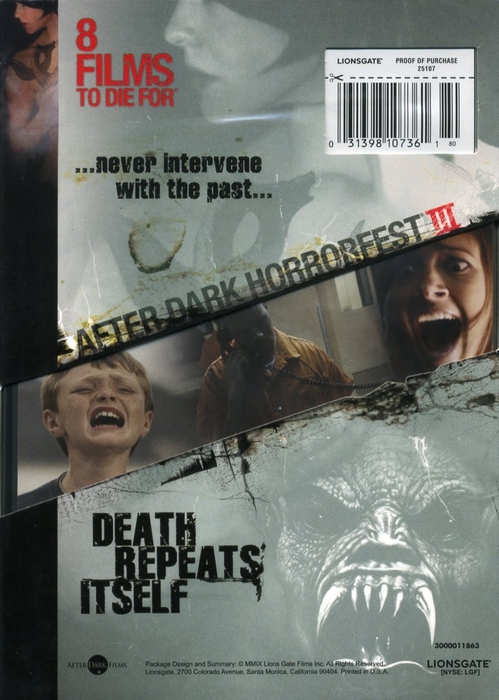 8
FILMS
TO DIE FOR
LIONSGATE
PROOF OF PURCHASE
25107
0 31398 10736 1 80
...never intervene
with the past...
AFTER DARK HORRORFEST III
DEATH
REPEATS
ITSELF
3000011863
AFTER DARK FILMS
Package Design and Summary: © MMIX Lions Gate Films Inc. All Rights Reserved.
Lionsgate, 2700 Colorado Avenue, Santa Monica, California 90404. Printed in U.S.A.
LIONSGATE
[NYSE: LGF]